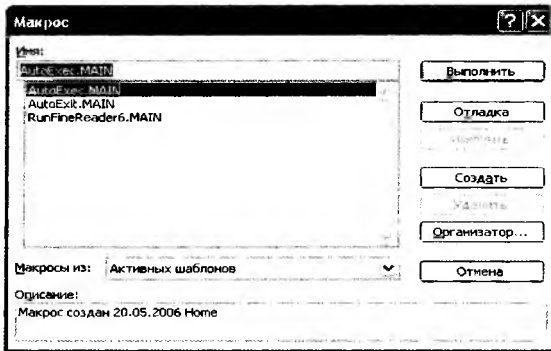 Макрос
Имя:
AutoExec.MAIN
AutoExec.MAIN
AutoExit.MAIN
RunFineReader6.MAIN
Выполнить
Отладка
Создать
Удалить
Организатор...
Макросы из: Активных шаблонов
Отмена
Описание:
Макрос создан 20.05.2006 Home